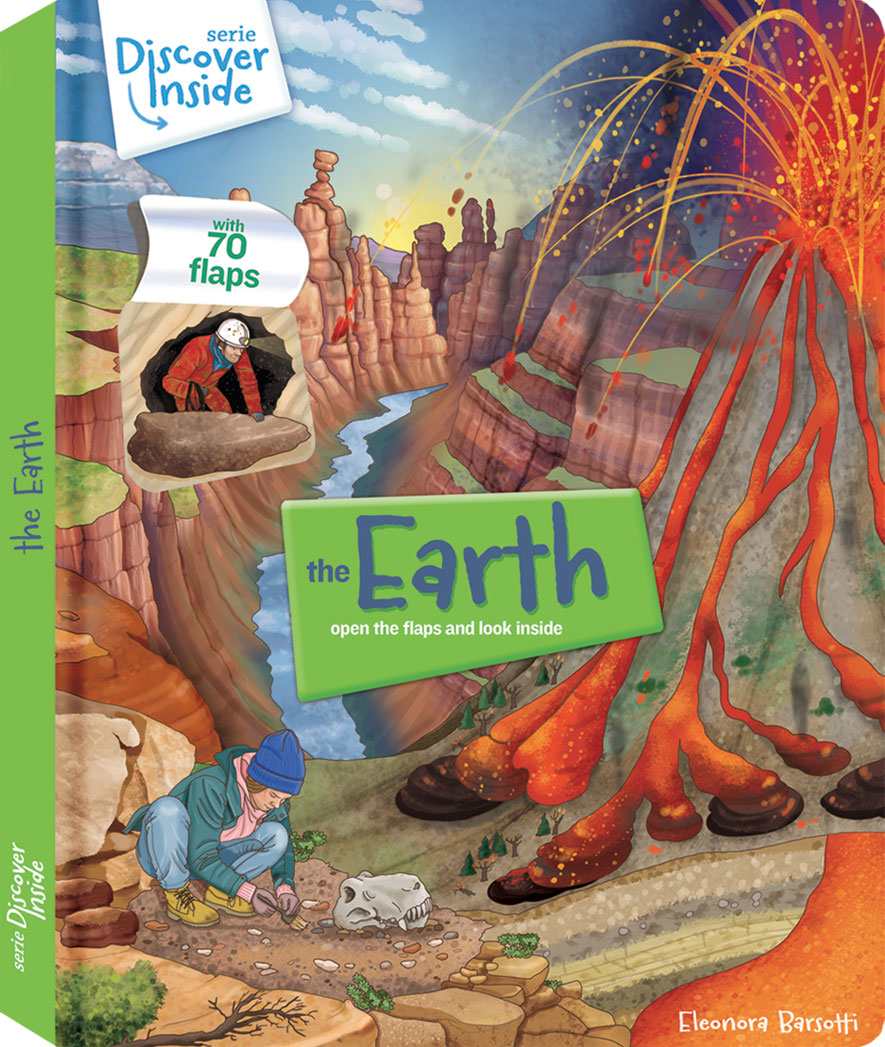 serie
Discover
Inside
with
70
flaps
the Earth
open the flaps and look inside
the Earth
serie Discover
Inside
Eleonora Barsotti